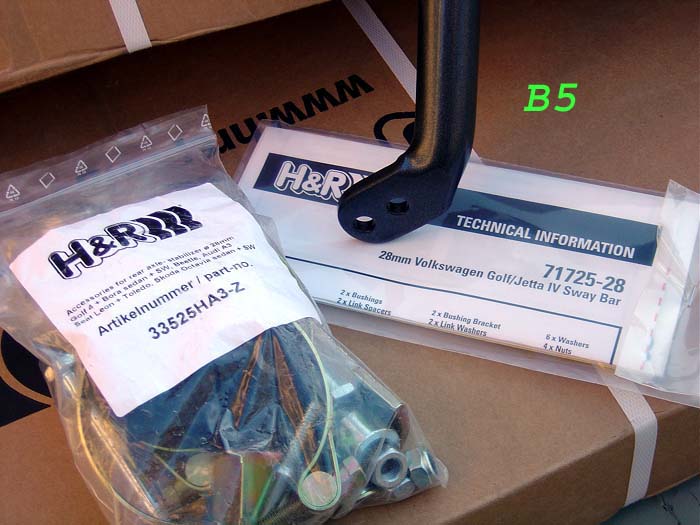 B5
H&R
TECHNICAL INFORMATION
71725-28
28mm Volkswagen Golf/Jetta IV Sway Bar
2 x Bushings
2 x Link Spacers
2 x Bushing Bracket
2 x Link Washers
6 x Washers
4 x Nuts
H&R
Accessories for rear axle, stabilizer ø 28mm
Golf 4 + Bora sedan + SW, Beetle, Audi A3
Seat Leon + Toledo, Skoda Octavia sedan + SW
Artikelnummer / part-no.
33525HA3-Z